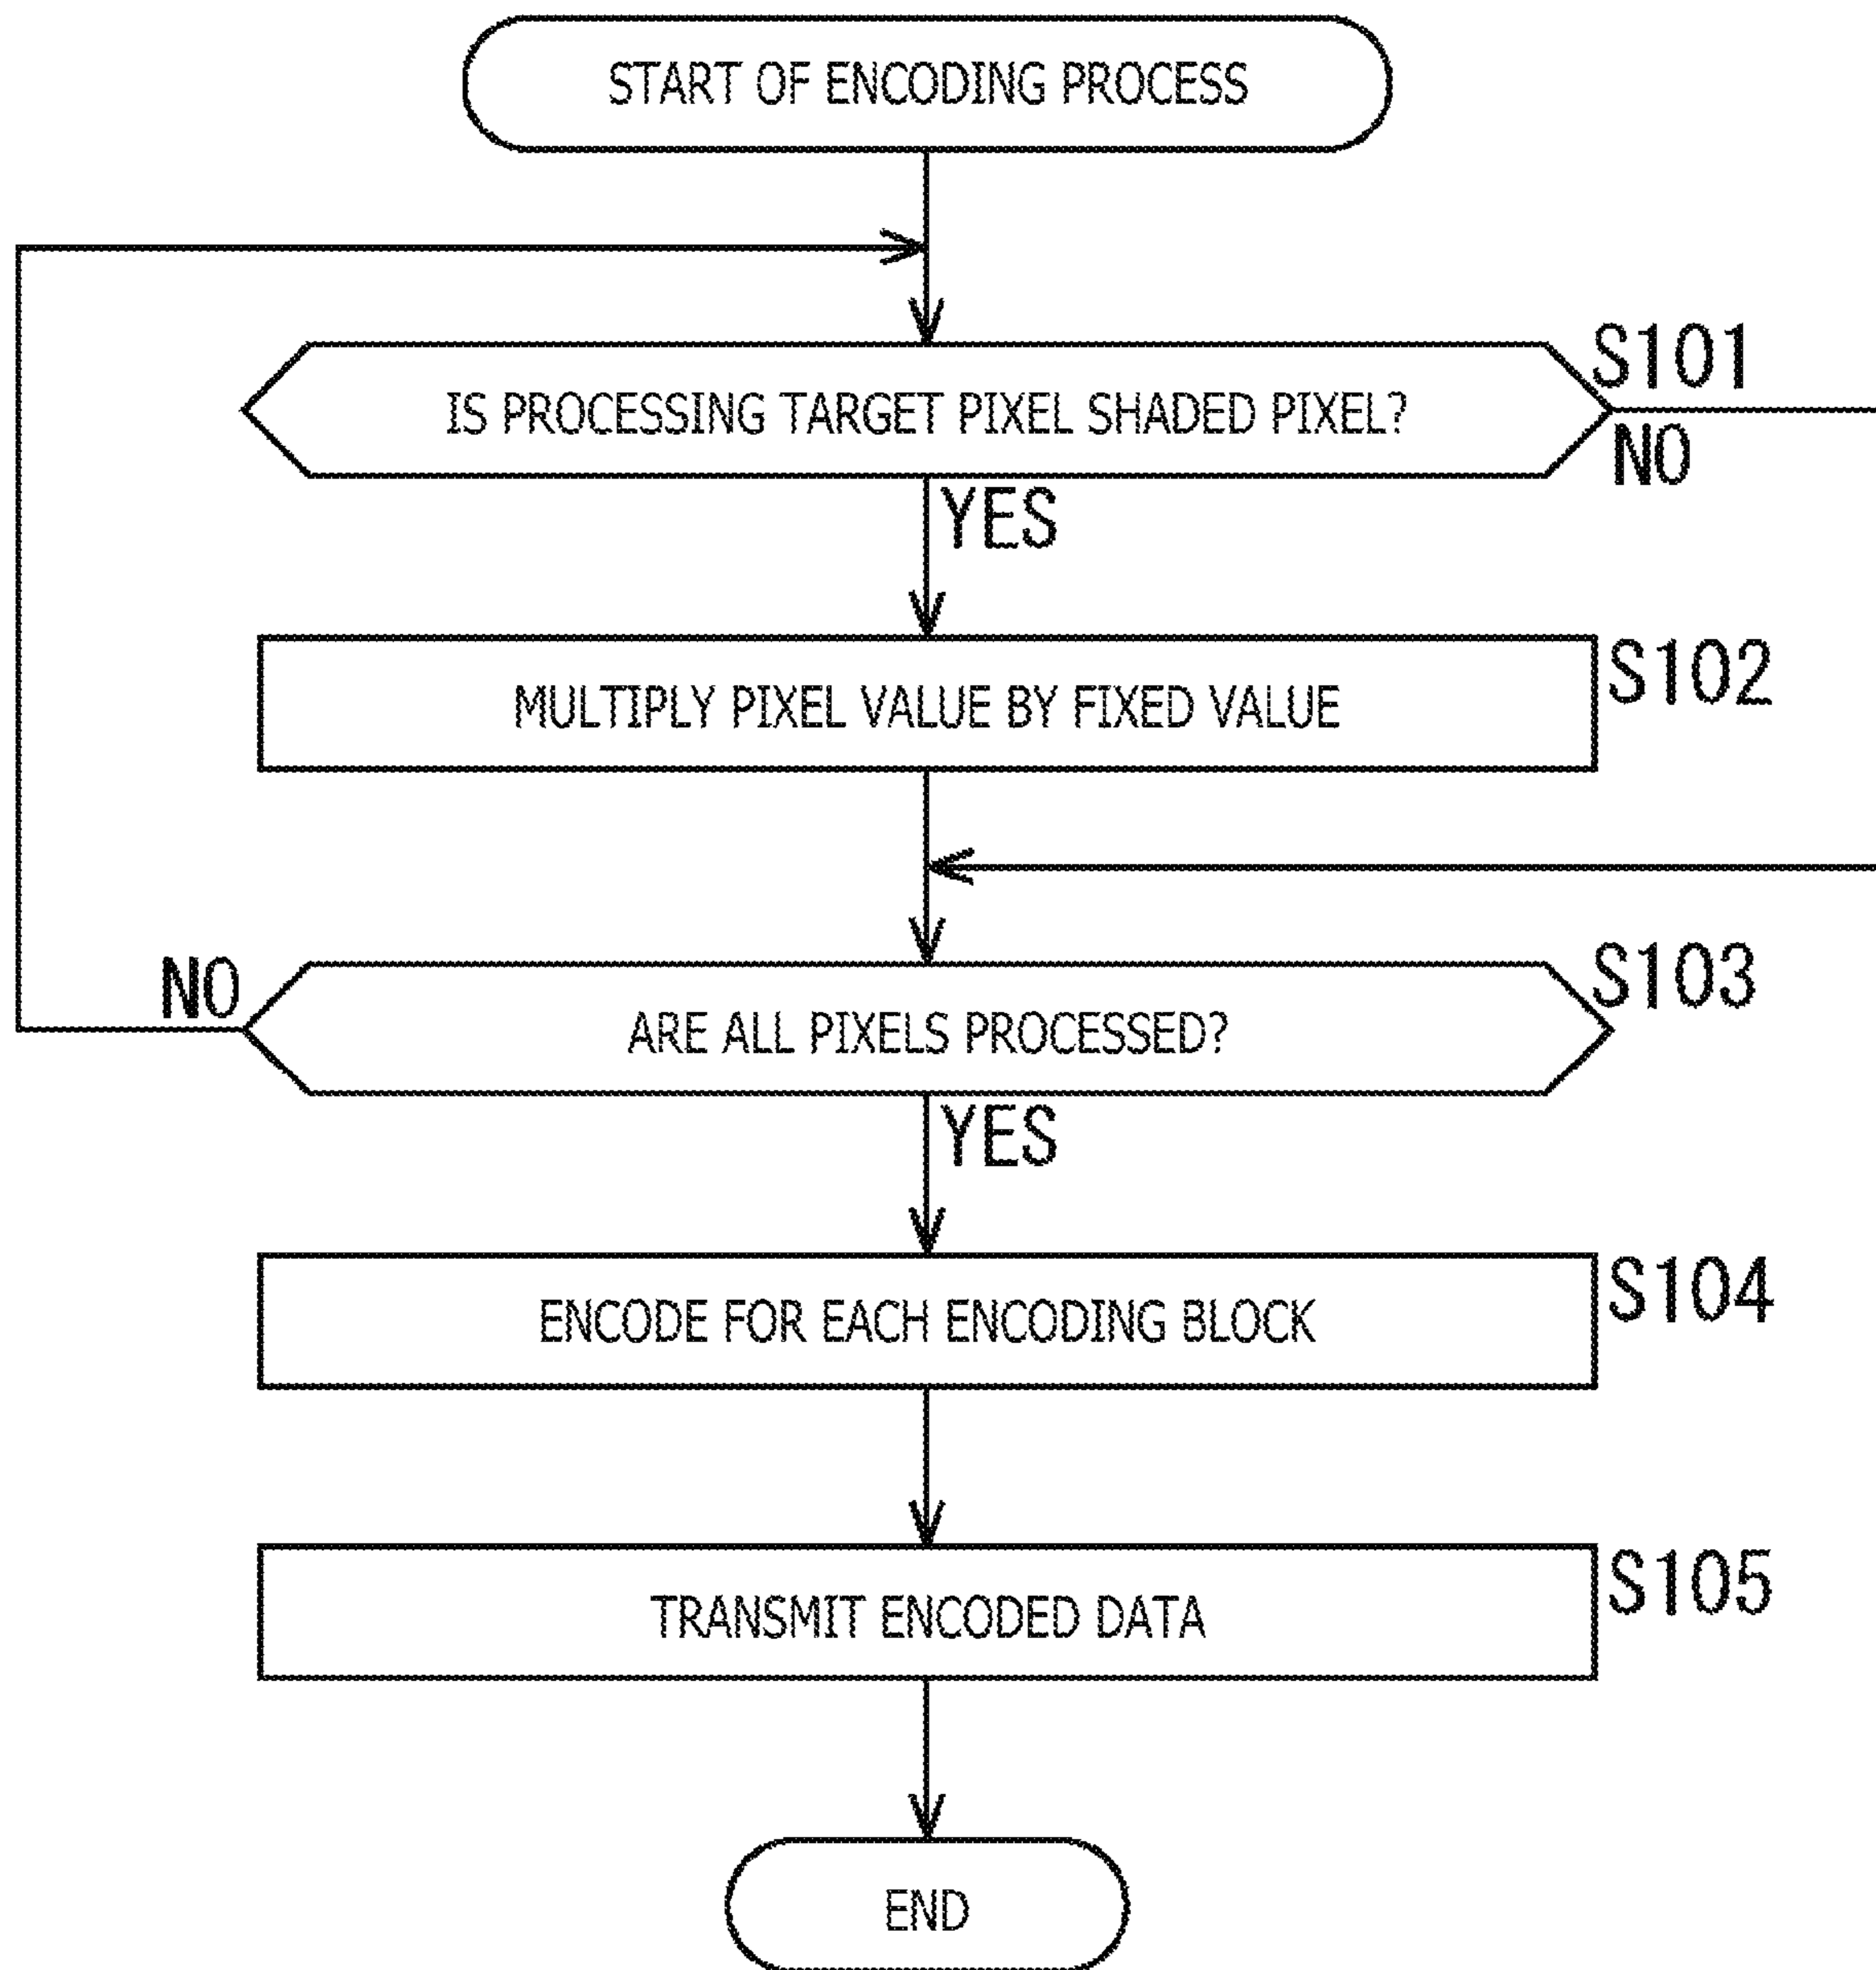 START OF ENCODING PROCESS
S101
IS PROCESSING TARGET PIXEL SHADED PIXEL?
NO
YES
S102
MULTIPLY PIXEL VALUE BY FIXED VALUE
S103
NO
ARE ALL PIXELS PROCESSED?
YES
S104
ENCODE FOR EACH ENCODING BLOCK
S105
TRANSMIT ENCODED DATA
END